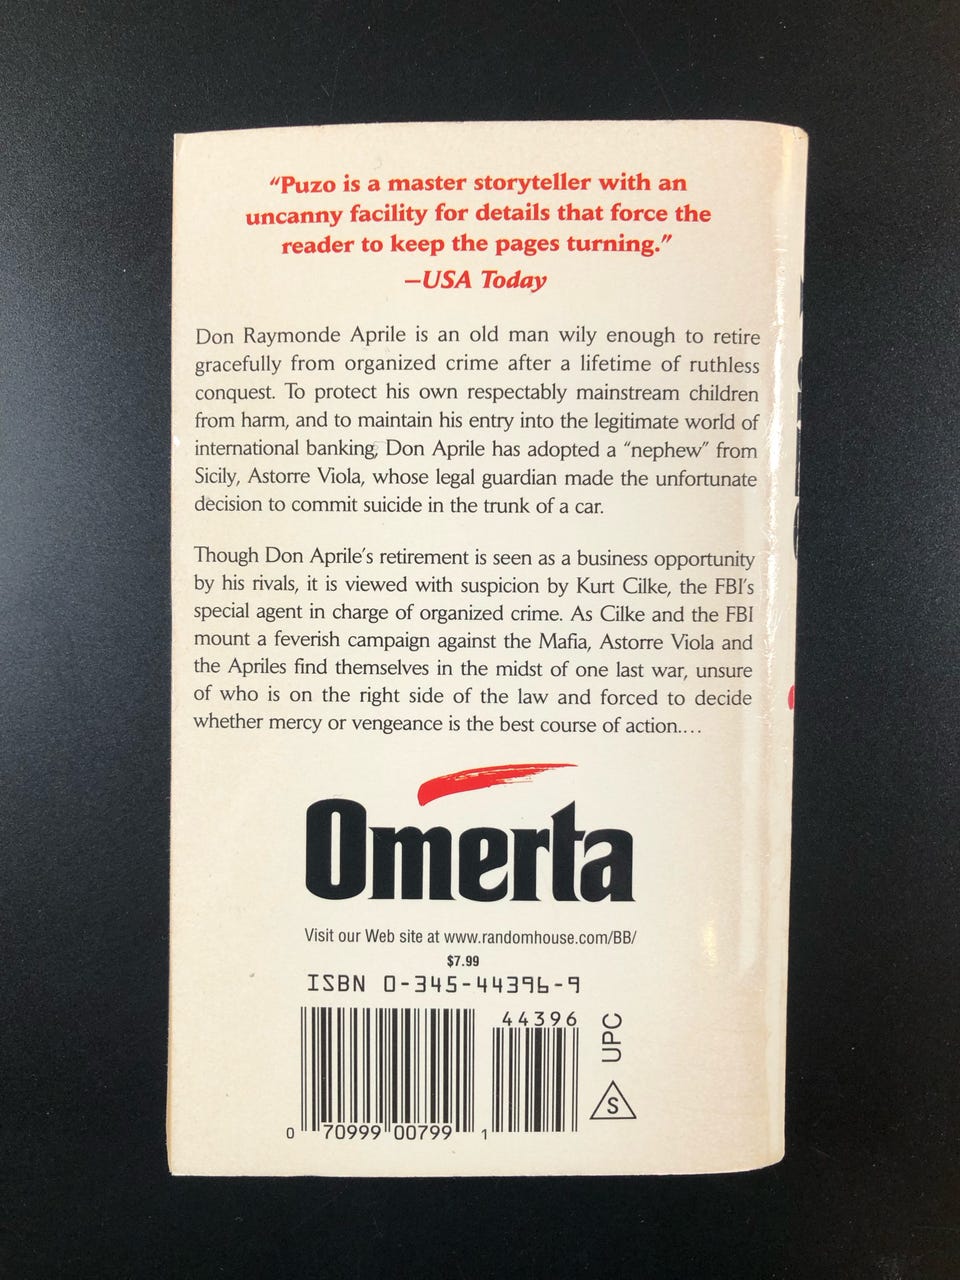 “Puzo is a master storyteller with an
uncanny facility for details that force the
reader to keep the pages turning.”
—USA Today
Don Raymonde Aprile is an old man wily enough to retire
gracefully from organized crime after a lifetime of ruthless
conquest. To protect his own respectably mainstream children
from harm, and to maintain his entry into the legitimate world of
international banking, Don Aprile has adopted a “nephew” from
Sicily, Astorre Viola, whose legal guardian made the unfortunate
decision to commit suicide in the trunk of a car.
Though Don Aprile’s retirement is seen as a business opportunity
by his rivals, it is viewed with suspicion by Kurt Cilke, the FBI’s
special agent in charge of organized crime. As Cilke and the FBI
mount a feverish campaign against the Mafia, Astorre Viola and
the Apriles find themselves in the midst of one last war, unsure
of who is on the right side of the law and forced to decide
whether mercy or vengeance is the best course of action....
Omerta
Visit our Web site at www.randomhouse.com/BB/
$7.99
ISBN 0-345-44396-9
44396
UPC
S
0 70999 00799 1